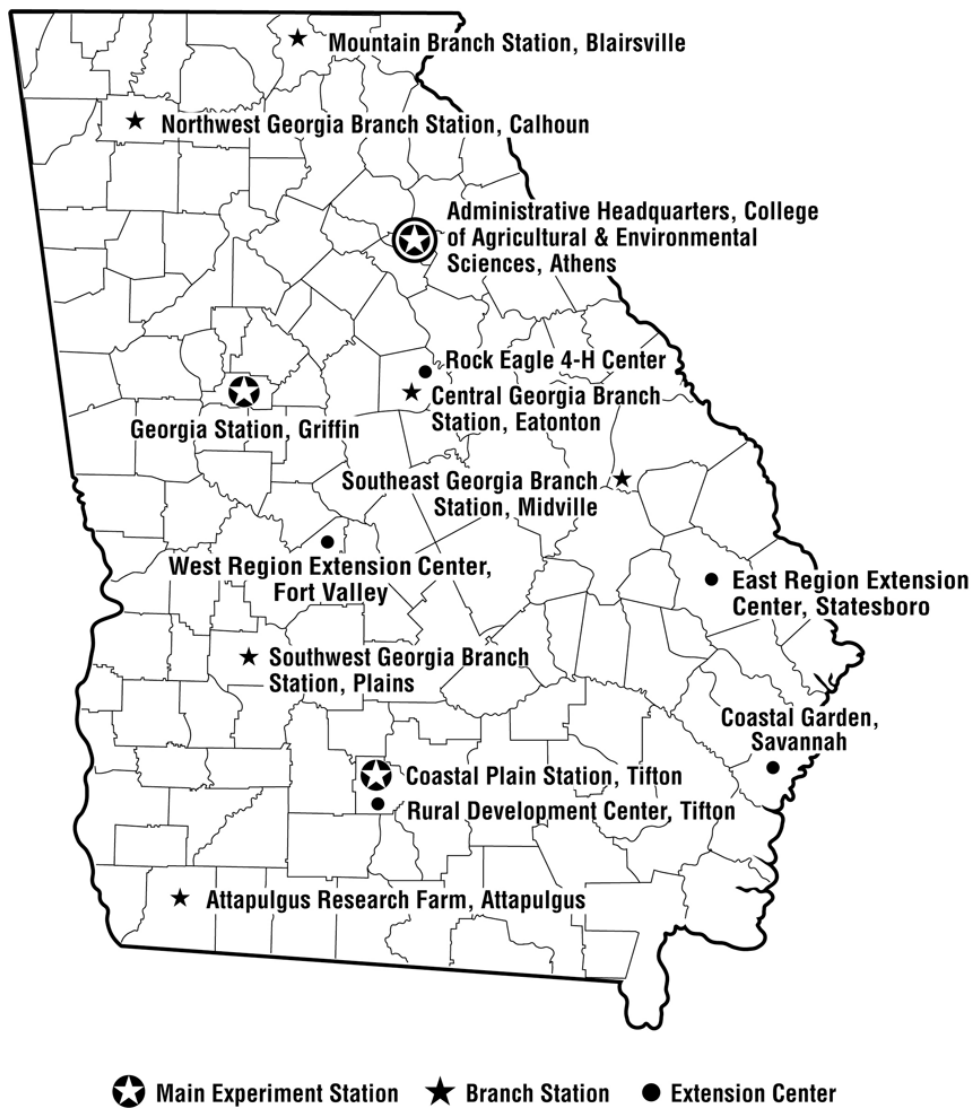 Mountain Branch Station, Blairsville
Northwest Georgia Branch Station, Calhoun
Administrative Headquarters, College
of Agricultural & Environmental
Sciences, Athens
Rock Eagle 4-H Center
Central Georgia Branch
Station, Eatonton
Georgia Station, Griffin
Southeast Georgia Branch
Station, Midville
West Region Extension Center,
Fort Valley
East Region Extension
Center, Statesboro
Southwest Georgia Branch
Station, Plains
Coastal Garden,
Savannah
Coastal Plain Station, Tifton
Rural Development Center, Tifton
Attapulgus Research Farm, Attapulgus
Main Experiment Station
Branch Station
Extension Center